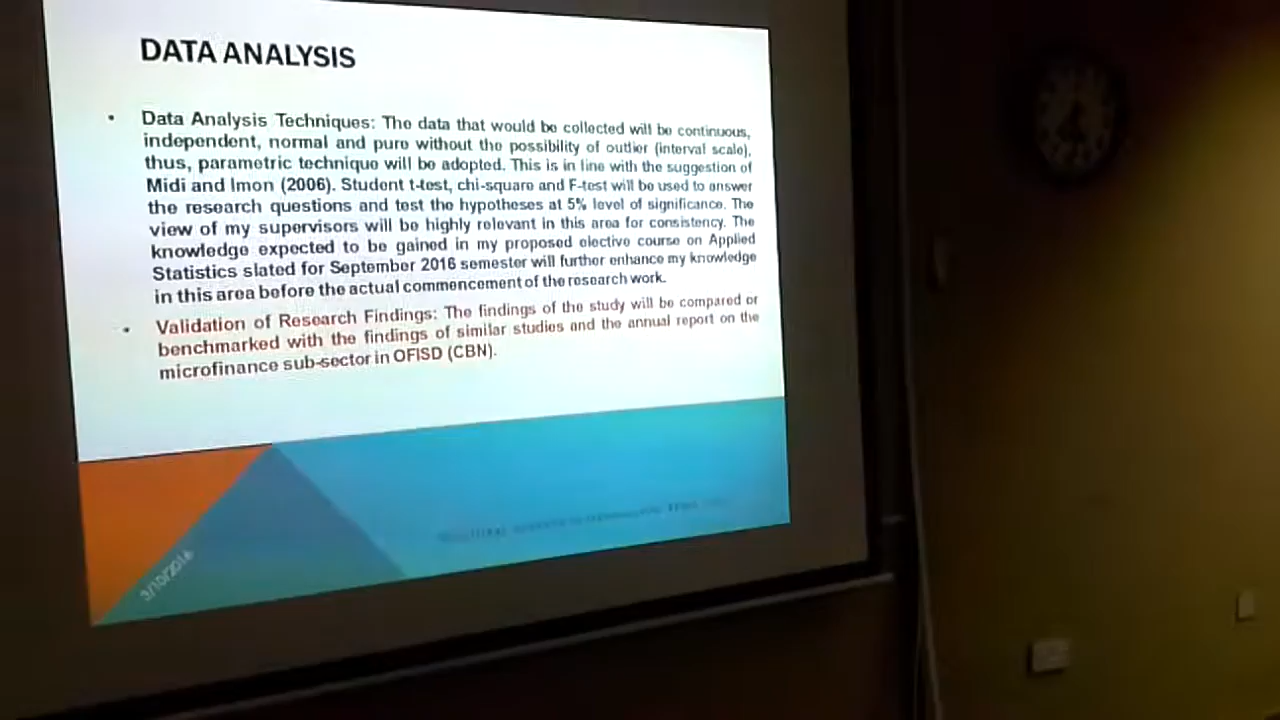 DATA ANALYSIS
• Data Analysis Techniques: The data that would be collected will be continuous,
independent, normal and pure without the possibility of outlier (interval scale),
thus, parametric technique will be adopted. This is in line with the suggestion of
Midi and Imon (2006). Student t-test, chi-square and F-test will be used to answer
the research questions and test the hypotheses at 5% level of significance. The
view of my supervisors will be highly relevant in this area for consistency. The
knowledge expected to be gained in my proposed elective course on Applied
Statistics slated for September 2016 semester will further enhance my knowledge
in this area before the actual commencement of the research work.
• Validation of Research Findings: The findings of the study will be compared or
benchmarked with the findings of similar studies and the annual report on the
microfinance sub-sector in OFISD (CBN).
3/10/2016